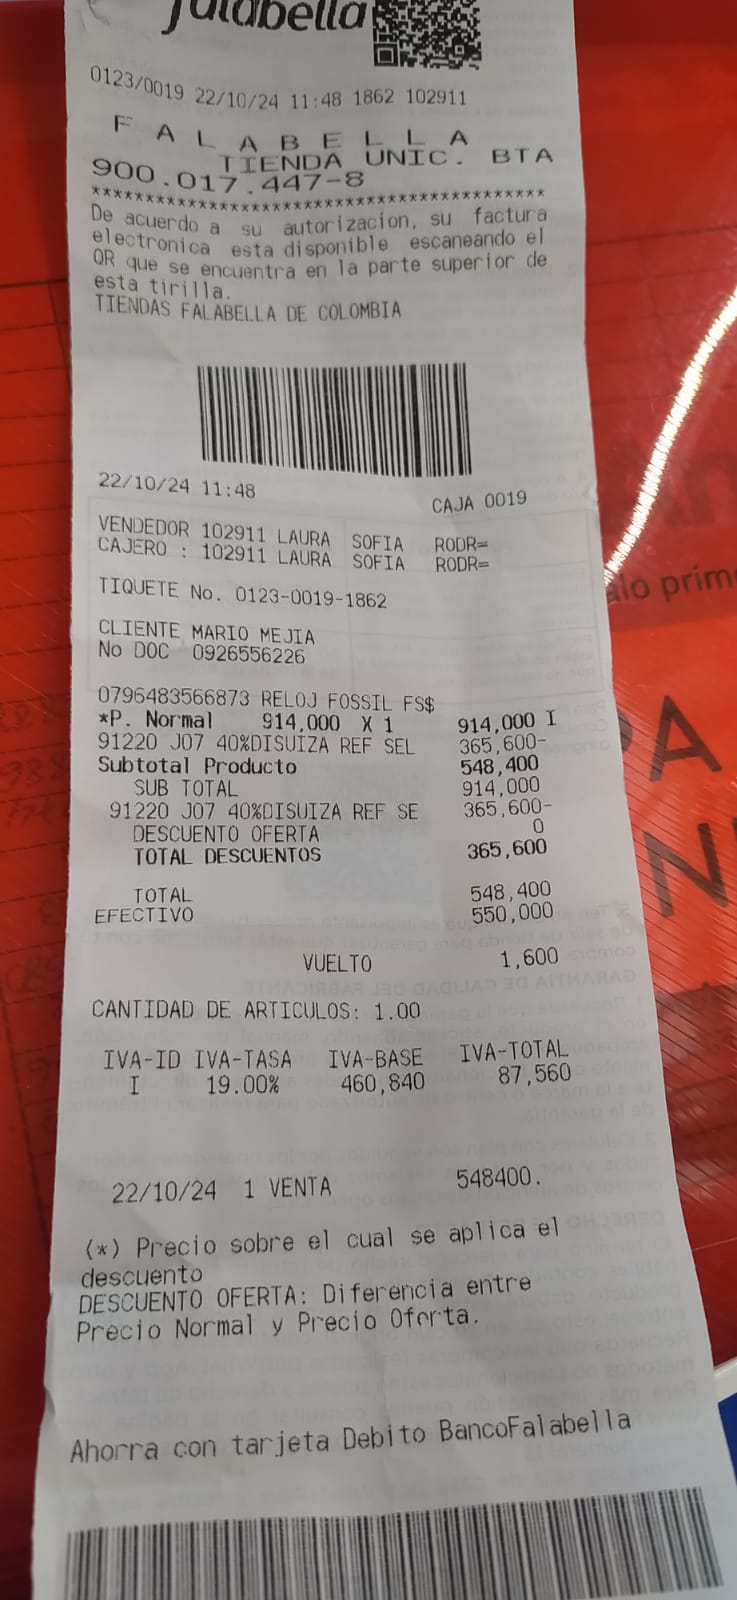 falabella
0123/0019 22/10/24 11:48 1862 102911
F A L A B E L L A
TIENDA UNIC. BTA
900.017.447-8
*******************************************
De acuerdo a su autorizacion, su factura
electronica esta disponible escaneando el
QR que se encuentra en la parte superior de
esta tirilla.
TIENDAS FALABELLA DE COLOMBIA
22/10/24 11:48 CAJA 0019
VENDEDOR 102911 LAURA SOFIA RODR=
CAJERO : 102911 LAURA SOFIA RODR=
TIQUETE No. 0123-0019-1862
CLIENTE MARIO MEJIA
No DOC 0926556226
0796483566873 RELOJ FOSSIL FS$
*P. Normal 914,000 X 1 914,000 I
91220 J07 40%DISUIZA REF SEL 365,600-
Subtotal Producto 548,400
SUB TOTAL 914,000
91220 J07 40%DISUIZA REF SE 365,600-
DESCUENTO OFERTA 0
TOTAL DESCUENTOS 365,600
TOTAL 548,400
EFECTIVO 550,000
VUELTO 1,600
CANTIDAD DE ARTICULOS: 1.00
IVA-ID IVA-TASA IVA-BASE IVA-TOTAL
I 19.00% 460,840 87,560
22/10/24 1 VENTA 548400.
(*) Precio sobre el cual se aplica el
descuento
DESCUENTO OFERTA: Diferencia entre
Precio Normal y Precio Oferta.
Ahorra con tarjeta Debito BancoFalabella